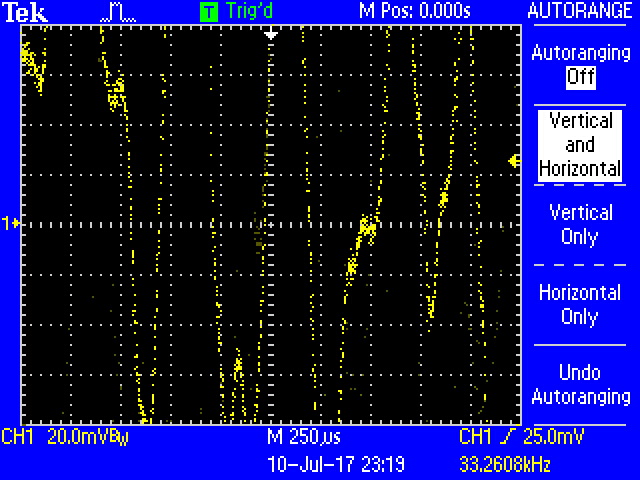 Tek T Trig'd M Pos: 0.000s AUTORANGE
Autoranging
Off
Vertical
and
Horizontal
1
Vertical
Only
Horizontal
Only
Undo
Autoranging
CH1 20.0mVBw M 250µs CH1 25.0mV
10-Jul-17 23:19 33.2608kHz